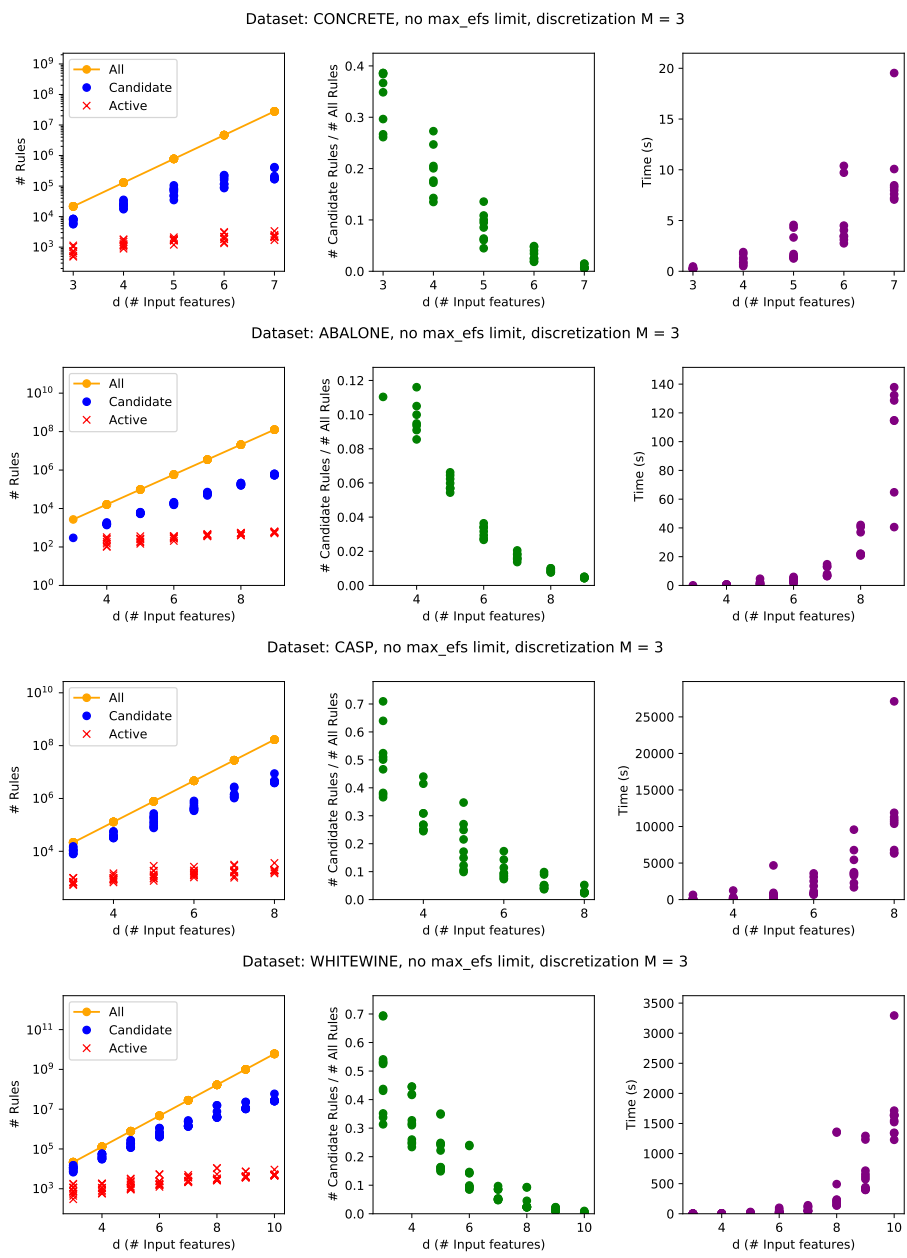 Dataset: CONCRETE, no max_efs limit, discretization M = 3
# Rules
10^9
10^8
10^7
10^6
10^5
10^4
10^3
All
Candidate
Active
3 4 5 6 7
d (# Input features)
# Candidate Rules / # All Rules
0.4
0.3
0.2
0.1
0.0
3 4 5 6 7
d (# Input features)
Time (s)
20
15
10
5
0
3 4 5 6 7
d (# Input features)
Dataset: ABALONE, no max_efs limit, discretization M = 3
# Rules
10^10
10^8
10^6
10^4
10^2
10^0
All
Candidate
Active
4 6 8
d (# Input features)
# Candidate Rules / # All Rules
0.12
0.10
0.08
0.06
0.04
0.02
0.00
4 6 8
d (# Input features)
Time (s)
140
120
100
80
60
40
20
0
4 6 8
d (# Input features)
Dataset: CASP, no max_efs limit, discretization M = 3
# Rules
10^10
10^8
10^6
10^4
All
Candidate
Active
4 6 8
d (# Input features)
# Candidate Rules / # All Rules
0.8
0.7
0.6
0.5
0.4
0.3
0.2
0.1
0.0
4 6 8
d (# Input features)
Time (s)
25000
20000
15000
10000
5000
0
3 4 5 6 7 8
d (# Input features)
Dataset: WHITEWINE, no max_efs limit, discretization M = 3
# Rules
10^11
10^9
10^7
10^5
10^3
All
Candidate
Active
4 6 8 10
d (# Input features)
# Candidate Rules / # All Rules
0.7
0.6
0.5
0.4
0.3
0.2
0.1
0.0
4 6 8 10
d (# Input features)
Time (s)
3500
3000
2500
2000
1500
1000
500
0
3 4 5 6 7 8 9 10
d (# Input features)